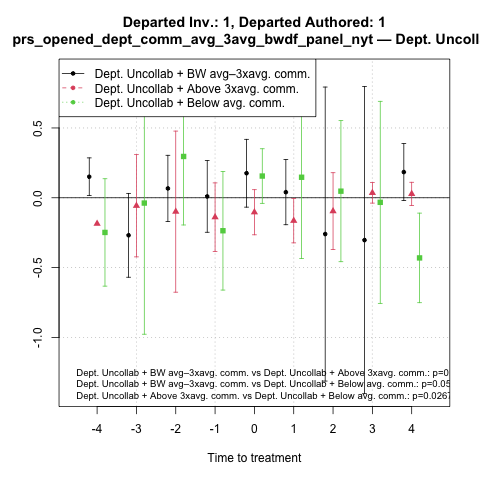 Departed Inv.: 1, Departed Authored: 1
prs_opened_dept_comm_avg_3avg_bwdf_panel_nyt — Dept. Uncoll
Dept. Uncollab + BW avg–3xavg. comm.
Dept. Uncollab + Above 3xavg. comm.
Dept. Uncollab + Below avg. comm.
0.5
0.0
-0.5
-1.0
Dept. Uncollab + BW avg–3xavg. comm. vs Dept. Uncollab + Above 3xavg. comm.: p=0
Dept. Uncollab + BW avg–3xavg. comm. vs Dept. Uncollab + Below avg. comm.: p=0.05
Dept. Uncollab + Above 3xavg. comm. vs Dept. Uncollab + Below avg. comm.: p=0.0267
-4 -3 -2 -1 0 1 2 3 4
Time to treatment